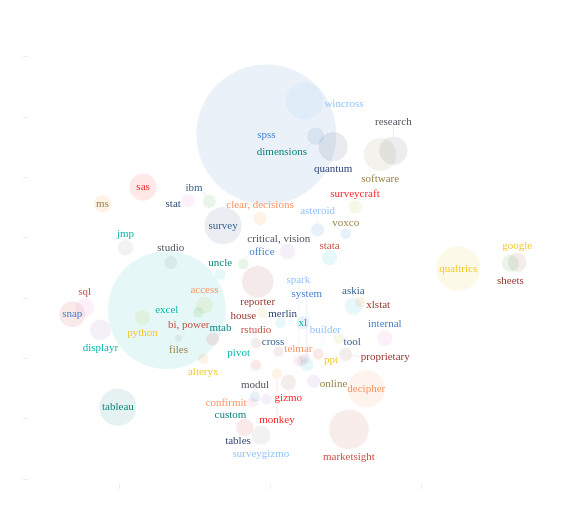 wincross
research
spss
dimensions
quantum
software
sas
ibm
surveycraft
ms
stat
clear, decisions
asteroid
voxco
jmp
survey
critical, vision
stata
google
studio
office
uncle
qualtrics
spark
sheets
sql
access
system
askia
reporter
xlstat
snap
excel
house
merlin
bi, power
mtab
xl
internal
python
rstudio
builder
displayr
files
cross
tool
pivot
telmar
ppt
proprietary
alteryx
modul
online
decipher
tableau
confirmit
gizmo
custom
monkey
tables
surveygizmo
marketsight